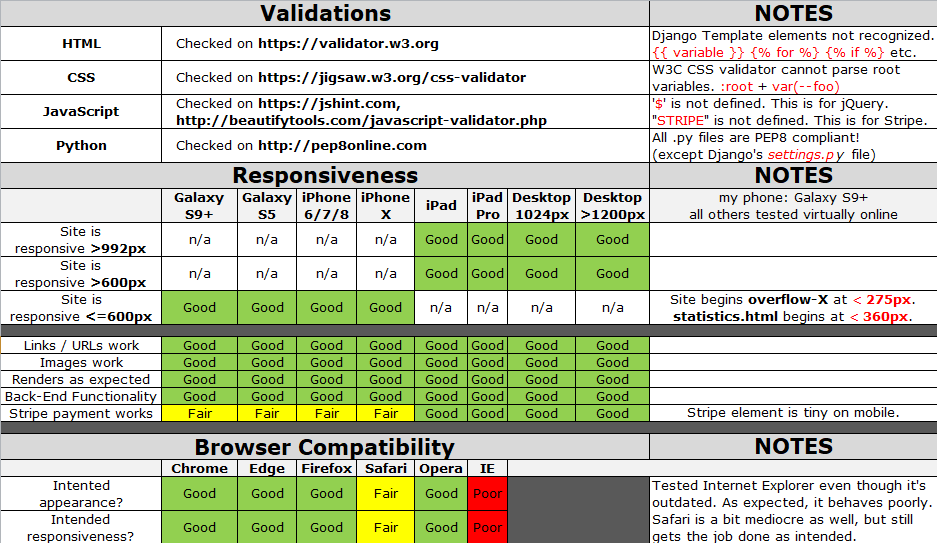 Validations NOTES
HTML Checked on https://validator.w3.org Django Template elements not recognized.
{{ variable }} {% for %} {% if %} etc.
CSS Checked on https://jigsaw.w3.org/css-validator W3C CSS validator cannot parse root
variables. :root + var(--foo)
JavaScript Checked on https://jshint.com, '$' is not defined. This is for jQuery.
http://beautifytools.com/javascript-validator.php "STRIPE" is not defined. This is for Stripe.
Python Checked on http://pep8online.com All .py files are PEP8 compliant!
(except Django's settings.py file)
Responsiveness NOTES
Galaxy Galaxy iPhone iPhone iPad iPad Desktop Desktop my phone: Galaxy S9+
S9+ S5 6/7/8 X Pro 1024px >1200px all others tested virtually online
Site is
responsive >992px n/a n/a n/a n/a Good Good Good Good
Site is
responsive >600px n/a n/a n/a n/a Good Good Good Good
Site is Site begins overflow-X at < 275px.
responsive <=600px Good Good Good Good n/a n/a n/a n/a statistics.html begins at < 360px.
Links / URLs work Good Good Good Good Good Good Good Good
Images work Good Good Good Good Good Good Good Good
Renders as expected Good Good Good Good Good Good Good Good
Back-End Functionality Good Good Good Good Good Good Good Good
Stripe payment works Fair Fair Fair Fair Good Good Good Good Stripe element is tiny on mobile.
Browser Compatibility NOTES
Chrome Edge Firefox Safari Opera IE
Intented Tested Internet Explorer even though it's
appearance? Good Good Good Fair Good Poor outdated. As expected, it behaves poorly.
Intended Safari is a bit mediocre as well, but still
responsiveness? Good Good Good Fair Good Poor gets the job done as intended.